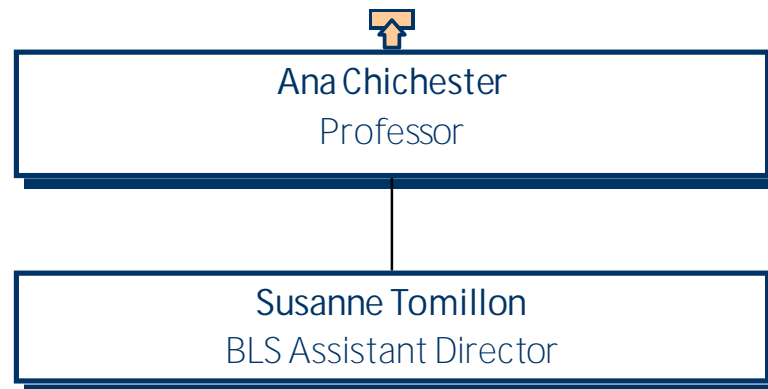 Ana Chichester
Professor
Susanne Tomillon
BLS Assistant Director